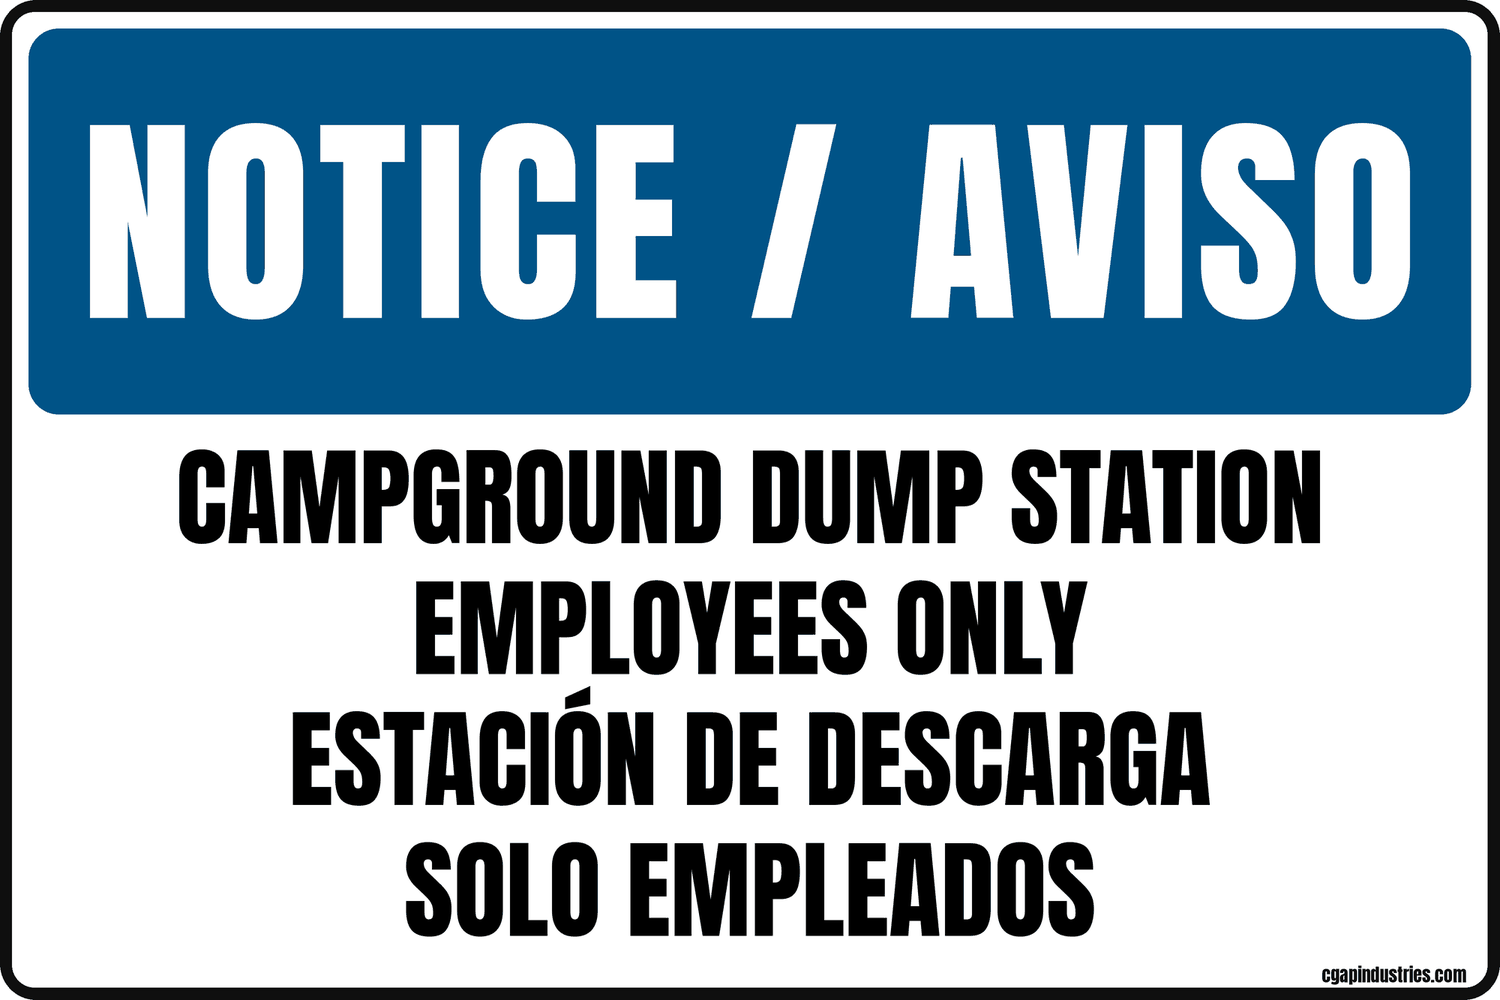 NOTICE / AVISO
CAMPGROUND DUMP STATION
EMPLOYEES ONLY
ESTACIÓN DE DESCARGA
SOLO EMPLEADOS
cgapindustries.com